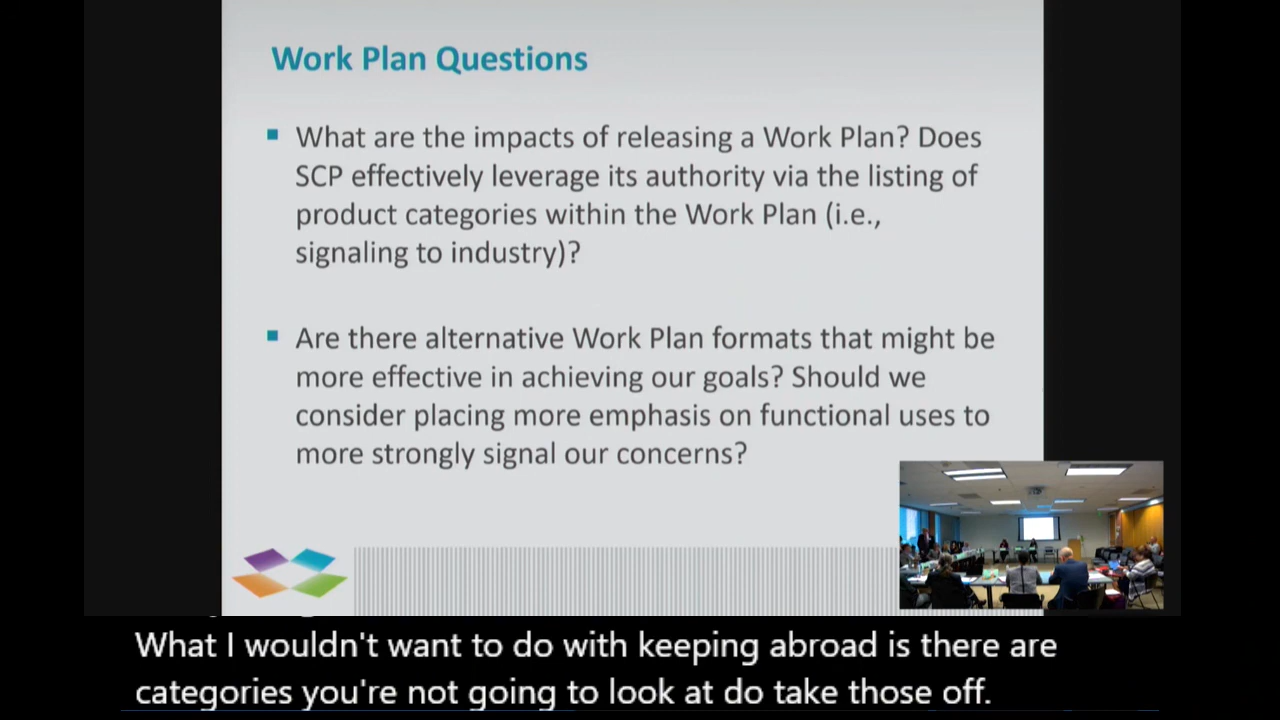 Work Plan Questions
What are the impacts of releasing a Work Plan? Does
SCP effectively leverage its authority via the listing of
product categories within the Work Plan (i.e.,
signaling to industry)?
Are there alternative Work Plan formats that might be
more effective in achieving our goals? Should we
consider placing more emphasis on functional uses to
more strongly signal our concerns?
What I wouldn't want to do with keeping abroad is there are
categories you're not going to look at do take those off.